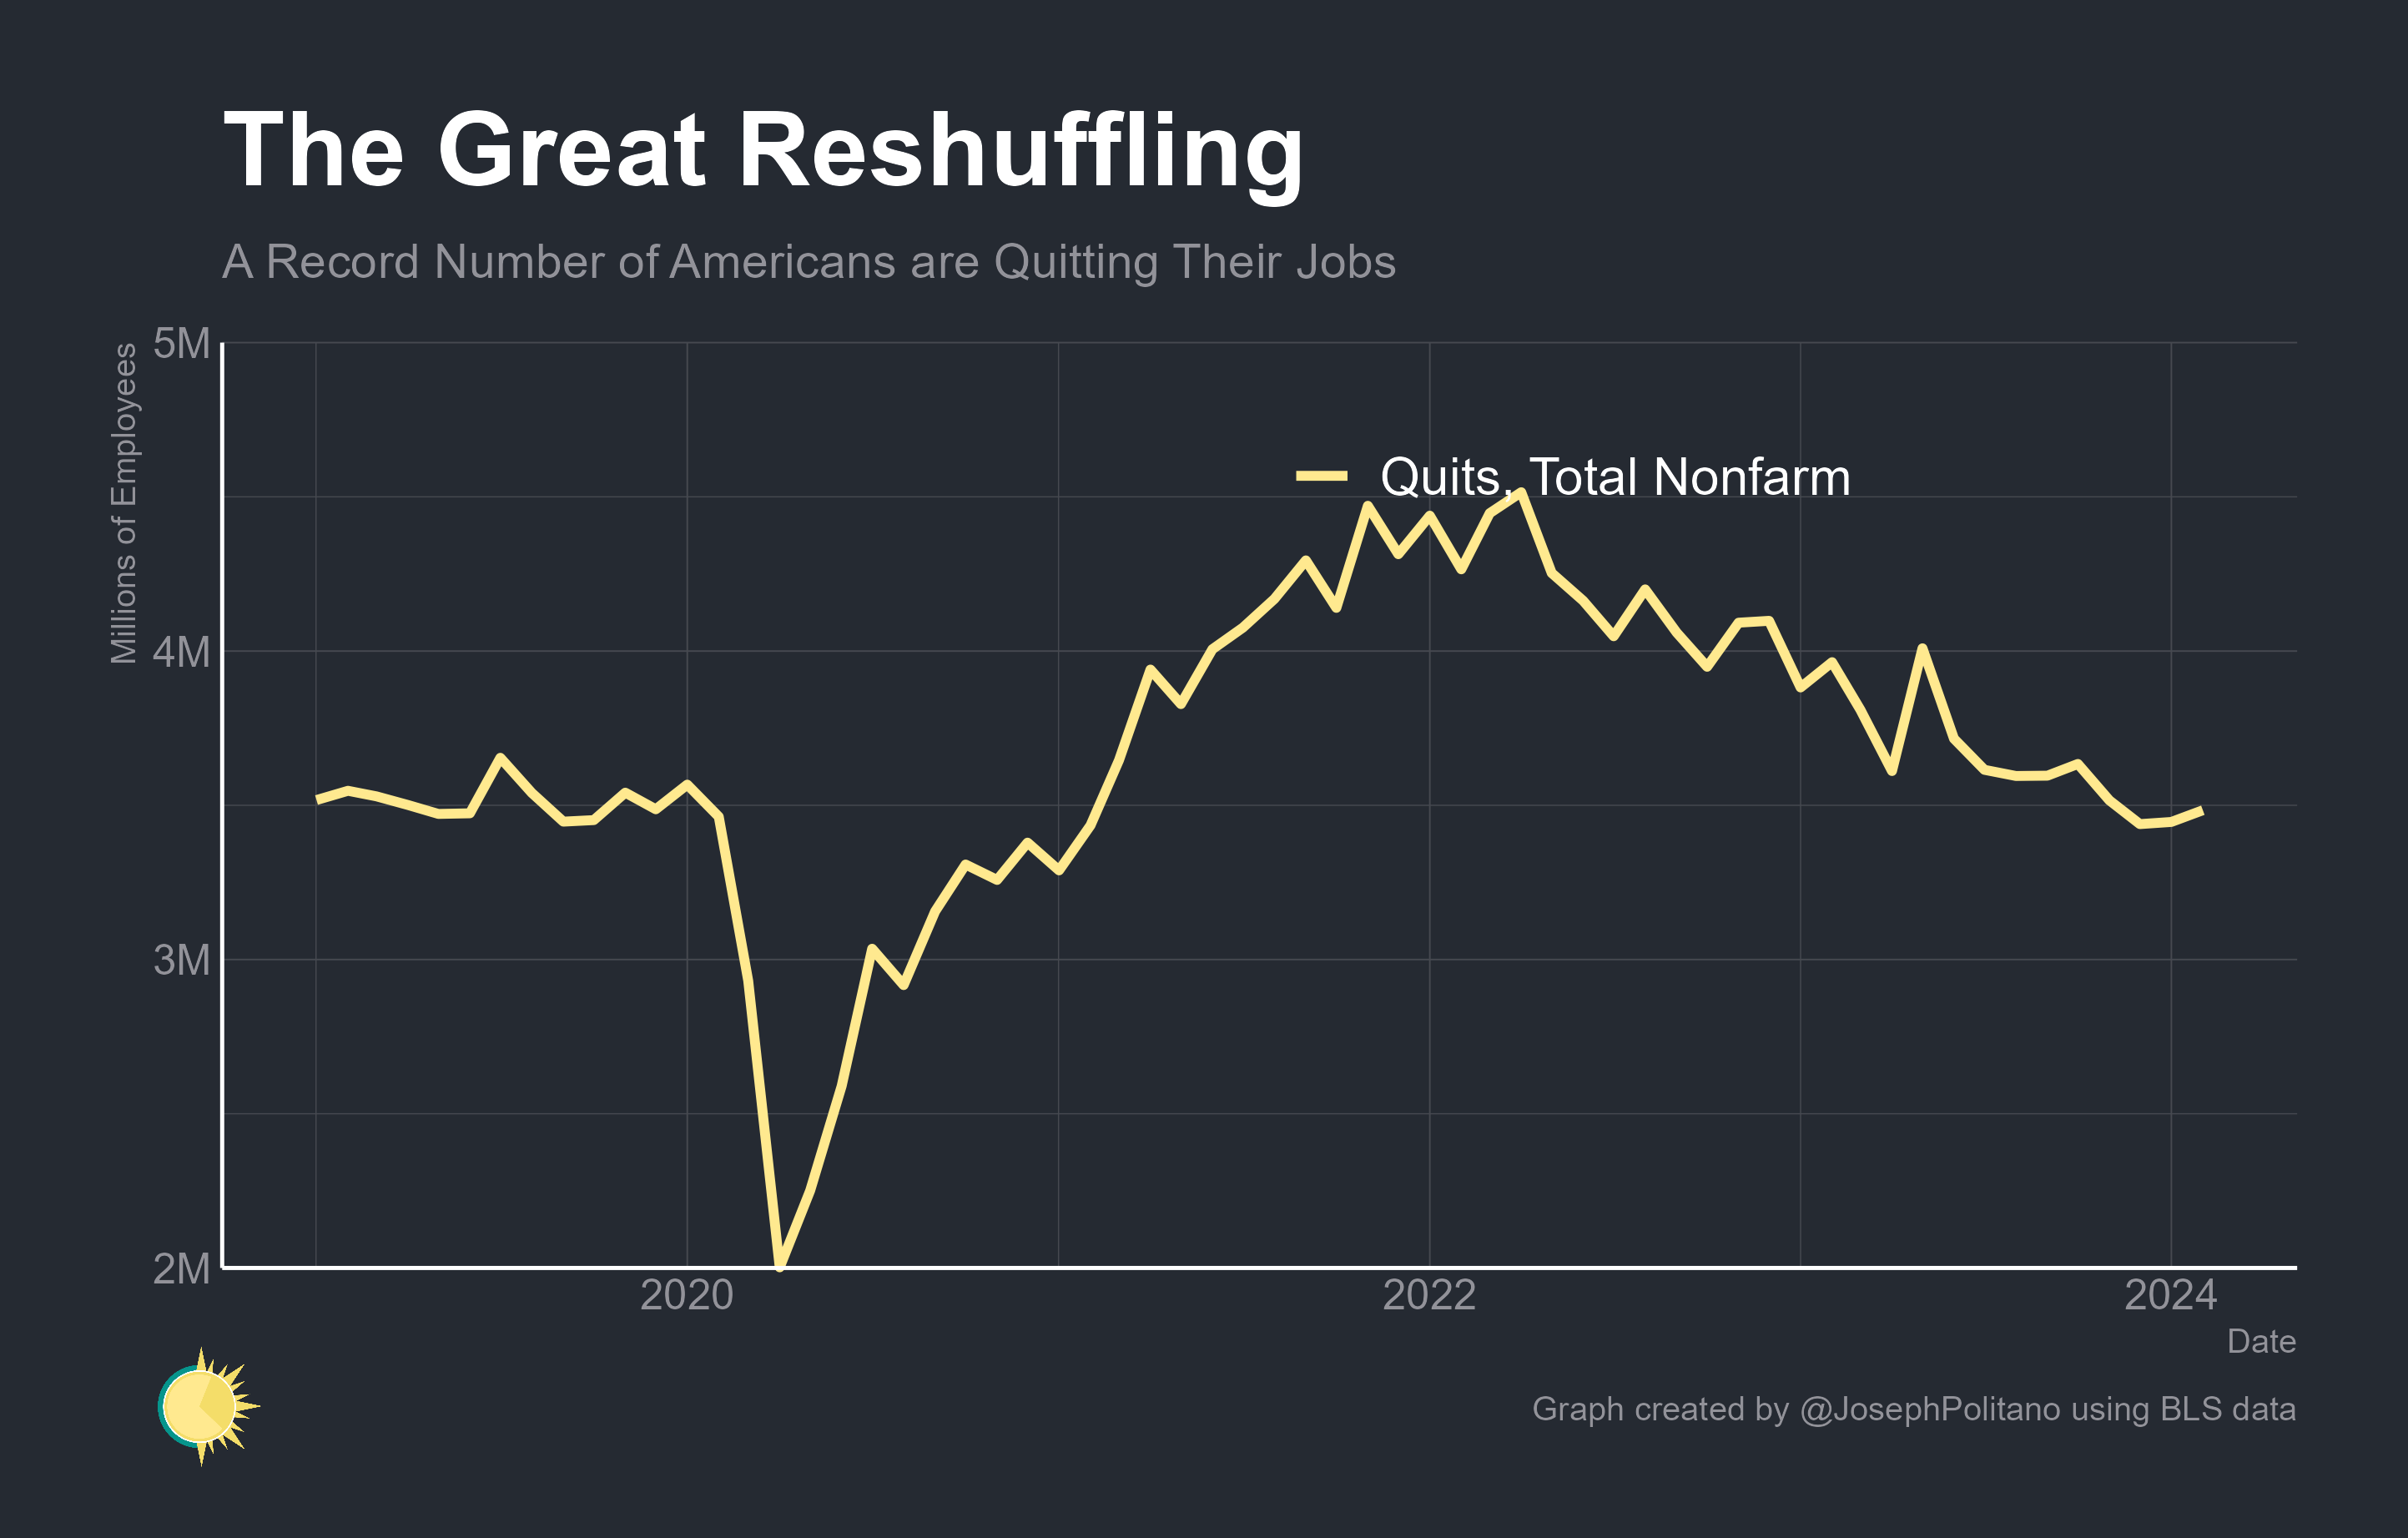 The Great Reshuffling
A Record Number of Americans are Quitting Their Jobs
Millions of Employees
5M
4M
3M
2M
Quits, Total Nonfarm
2020
2022
2024
Date
Graph created by @JosephPolitano using BLS data